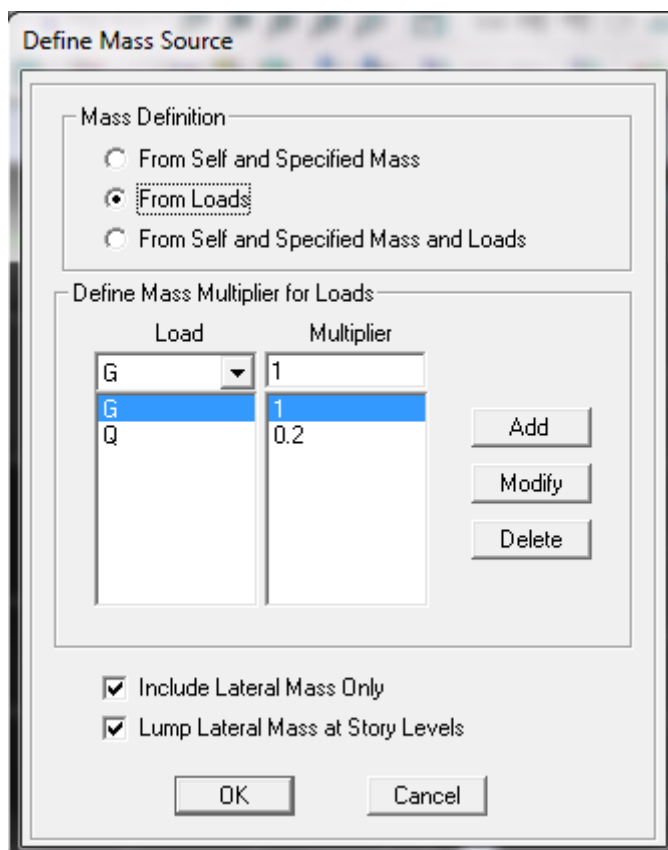 Define Mass Source
Mass Definition
From Self and Specified Mass
From Loads
From Self and Specified Mass and Loads
Define Mass Multiplier for Loads
Load Multiplier
G 1
G 1
Q 0.2
Add
Modify
Delete
Include Lateral Mass Only
Lump Lateral Mass at Story Levels
OK Cancel